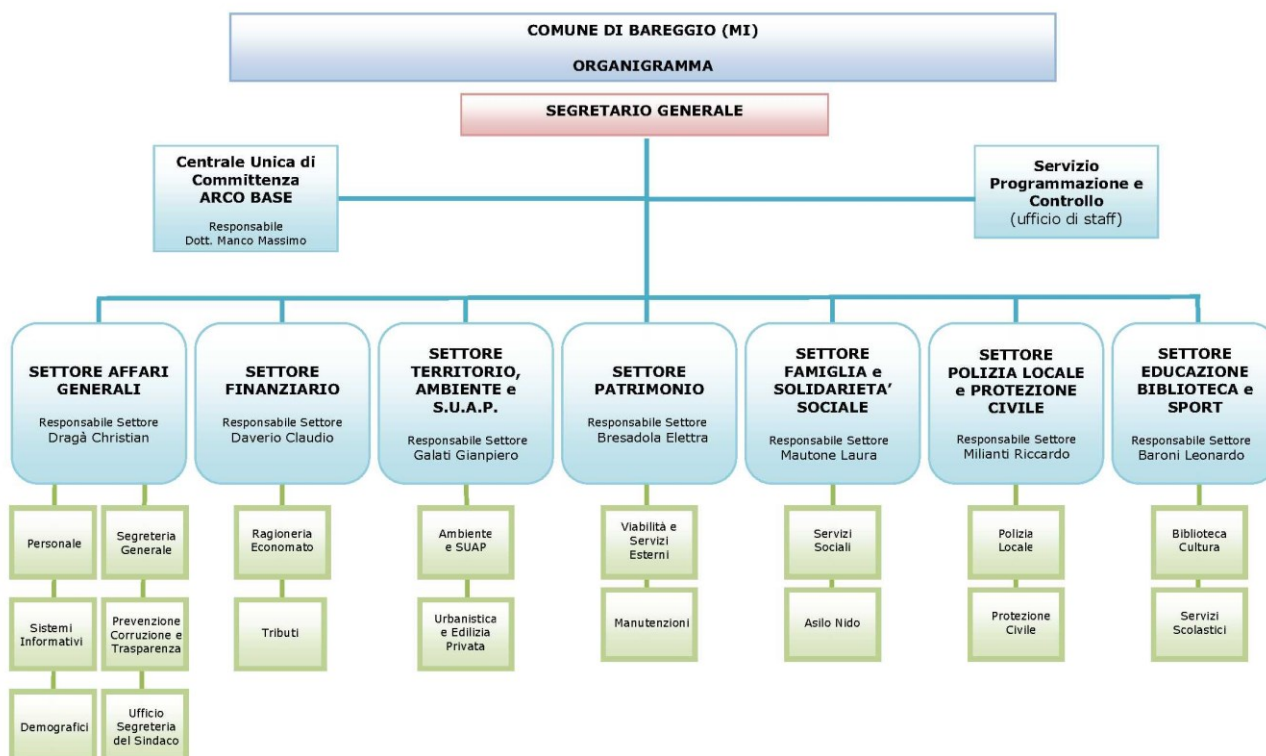 COMUNE DI BAREGGIO (MI)
ORGANIGRAMMA
SEGRETARIO GENERALE
Centrale Unica di
Committenza
ARCO BASE
Responsabile
Dott. Manco Massimo
Servizio
Programmazione e
Controllo
(ufficio di staff)
SETTORE AFFARI
GENERALI
Responsabile Settore
Dragà Christian
SETTORE
FINANZIARIO
Responsabile Settore
Daverio Claudio
SETTORE
TERRITORIO,
AMBIENTE e
S.U.A.P.
Responsabile Settore
Galati Gianpiero
SETTORE
PATRIMONIO
Responsabile Settore
Bresadola Elettra
SETTORE
FAMIGLIA e
SOLIDARIETA’
SOCIALE
Responsabile Settore
Mautone Laura
SETTORE
POLIZIA LOCALE
e PROTEZIONE
CIVILE
Responsabile Settore
Milianti Riccardo
SETTORE
EDUCAZIONE
BIBLIOTECA e
SPORT
Responsabile Settore
Baroni Leonardo
Personale
Segreteria
Generale
Ragioneria
Economato
Ambiente
e SUAP
Viabilità e
Servizi
Esterni
Servizi
Sociali
Polizia
Locale
Biblioteca
Cultura
Sistemi
Informativi
Prevenzione
Corruzione e
Trasparenza
Tributi
Urbanistica
e Edilizia
Privata
Manutenzioni
Asilo Nido
Protezione
Civile
Servizi
Scolastici
Demografici
Ufficio
Segreteria
del Sindaco